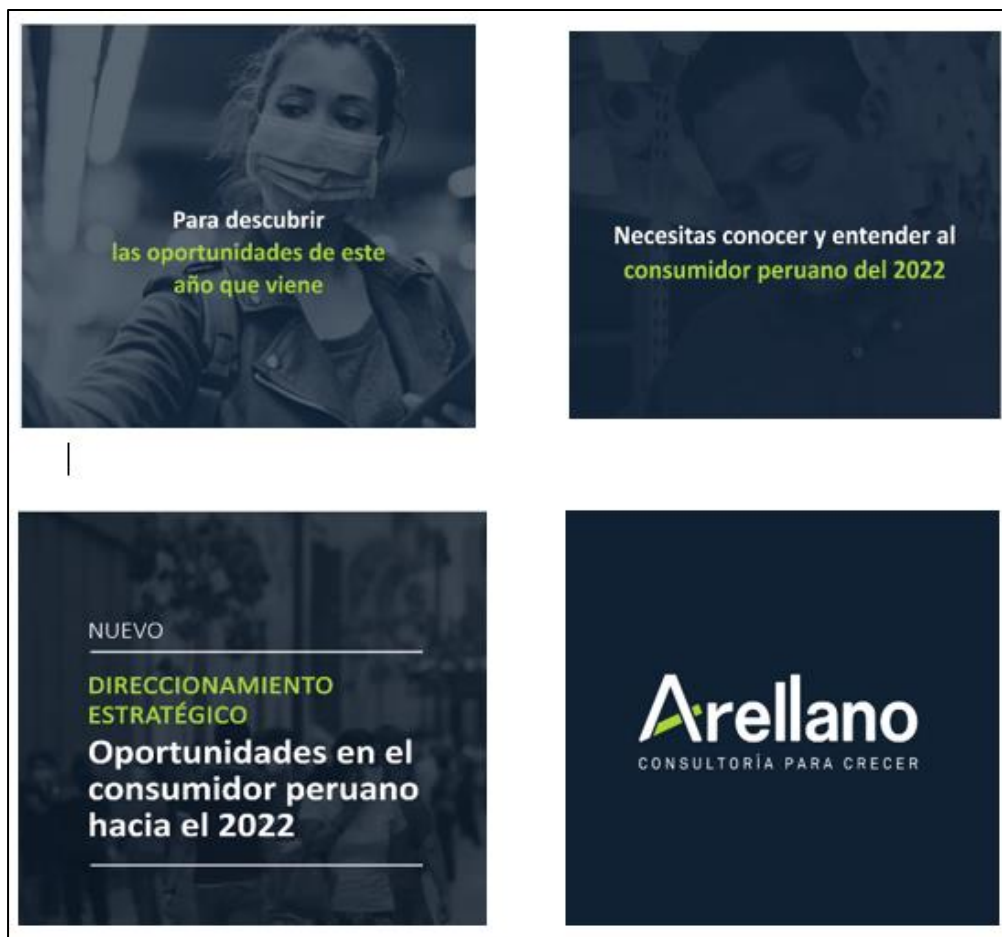 Para descubrir
las oportunidades de este
año que viene
Necesitas conocer y entender al
consumidor peruano del 2022
NUEVO
DIRECCIONAMIENTO
ESTRATÉGICO
Oportunidades en el
consumidor peruano
hacia el 2022
Arellano
CONSULTORÍA PARA CRECER